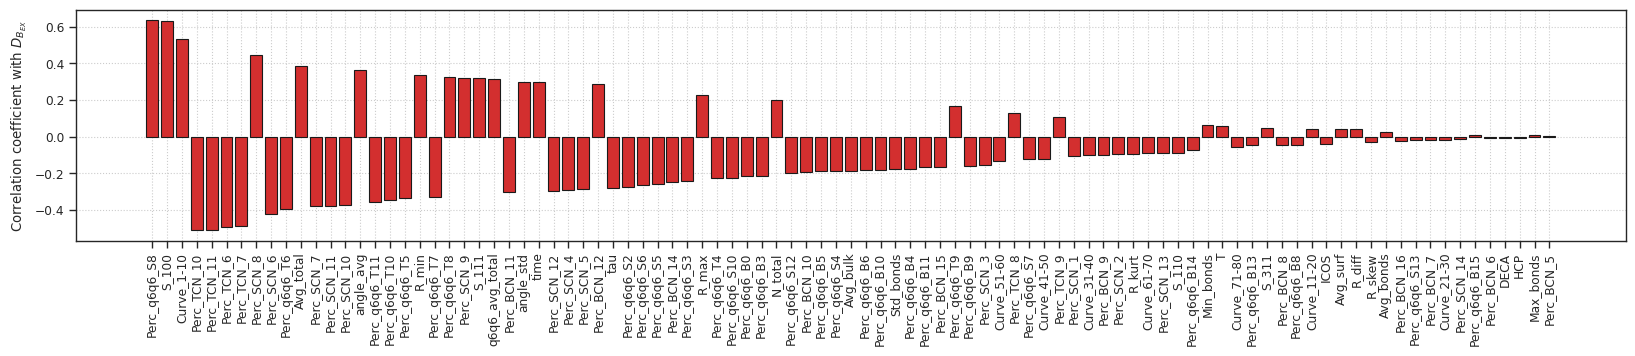 Correlation coefficient with D_{B_{EX}}
0.6
0.4
0.2
0.0
−0.2
−0.4
Perc_q6q6_S8
S_100
Curve_1-10
Perc_TCN_10
Perc_TCN_11
Perc_TCN_6
Perc_TCN_7
Perc_SCN_8
Perc_SCN_6
Perc_q6q6_T6
Avg_total
Perc_SCN_7
Perc_SCN_11
Perc_SCN_10
angle_avg
Perc_q6q6_T11
Perc_q6q6_T10
Perc_q6q6_T5
R_min
Perc_q6q6_T7
Perc_q6q6_T8
Perc_SCN_9
S_111
q6q6_avg_total
Perc_BCN_11
angle_std
time
Perc_SCN_12
Perc_SCN_4
Perc_SCN_5
Perc_BCN_12
tau
Perc_q6q6_S2
Perc_q6q6_S6
Perc_q6q6_S5
Perc_BCN_14
Perc_q6q6_S3
R_max
Perc_q6q6_T4
Perc_q6q6_S10
Perc_q6q6_B0
Perc_q6q6_B3
N_total
Perc_q6q6_S12
Perc_BCN_10
Perc_q6q6_B5
Perc_q6q6_S4
Avg_bulk
Perc_q6q6_B6
Perc_q6q6_B10
Std_bonds
Perc_q6q6_B4
Perc_q6q6_B11
Perc_BCN_15
Perc_q6q6_T9
Perc_q6q6_B9
Perc_SCN_3
Curve_51-60
Perc_TCN_8
Perc_q6q6_S7
Curve_41-50
Perc_TCN_9
Perc_SCN_1
Curve_31-40
Perc_BCN_9
Perc_SCN_2
R_kurt
Curve_61-70
Perc_SCN_13
S_110
Perc_q6q6_B14
Min_bonds
T
Curve_71-80
Perc_q6q6_B13
S_311
Perc_BCN_8
Perc_q6q6_B8
Curve_11-20
ICOS
Avg_surf
R_diff
R_skew
Avg_bonds
Perc_BCN_16
Perc_q6q6_S13
Perc_BCN_7
Curve_21-30
Perc_SCN_14
Perc_q6q6_B15
Perc_BCN_6
DECA
HCP
Max_bonds
Perc_BCN_5